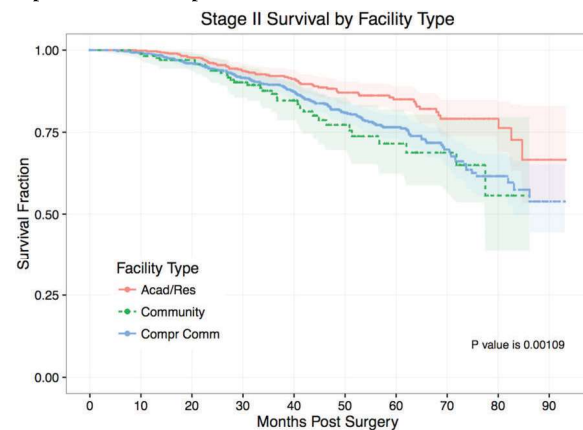 Stage II Survival by Facility Type
1.00
0.75
0.50
0.25
0.00
Survival Fraction
Facility Type
Acad/Res
Community
Compr Comm
P value is 0.00109
0 10 20 30 40 50 60 70 80 90
Months Post Surgery